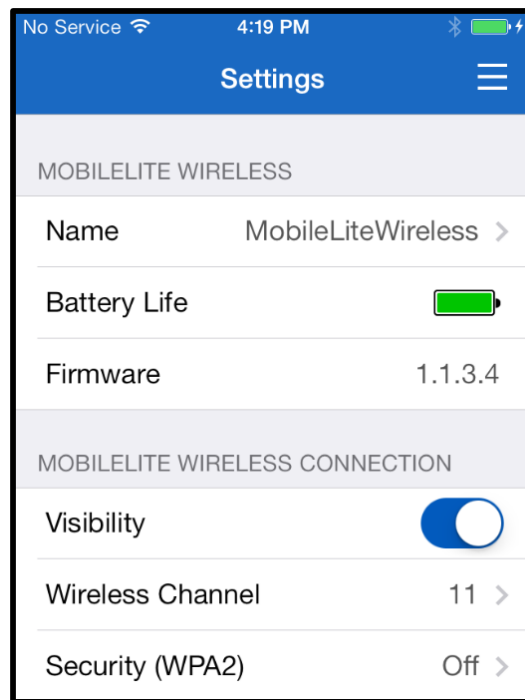 No Service 4:19 PM
Settings
MOBILELITE WIRELESS
Name MobileLiteWireless
Battery Life
Firmware 1.1.3.4
MOBILELITE WIRELESS CONNECTION
Visibility
Wireless Channel 11
Security (WPA2) Off